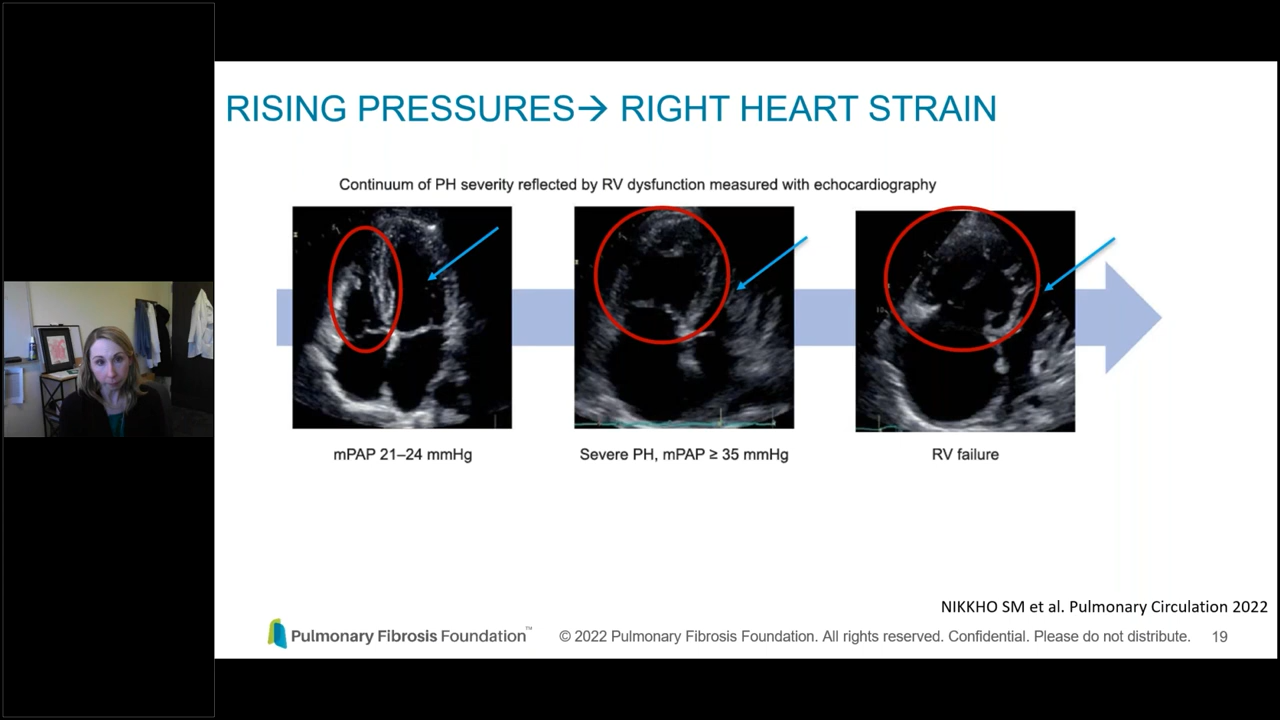 RISING PRESSURES→ RIGHT HEART STRAIN
Continuum of PH severity reflected by RV dysfunction measured with echocardiography
mPAP 21–24 mmHg
Severe PH, mPAP ≥ 35 mmHg
RV failure
NIKKHO SM et al. Pulmonary Circulation 2022
Pulmonary Fibrosis Foundation™
© 2022 Pulmonary Fibrosis Foundation. All rights reserved. Confidential. Please do not distribute.
19